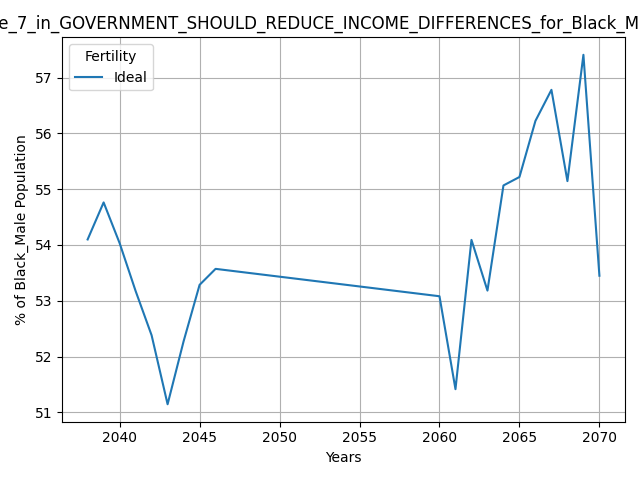 e_7_in_GOVERNMENT_SHOULD_REDUCE_INCOME_DIFFERENCES_for_Black_M
Fertility
Ideal
57
56
55
54
53
52
51
% of Black_Male Population
2040 2045 2050 2055 2060 2065 2070
Years